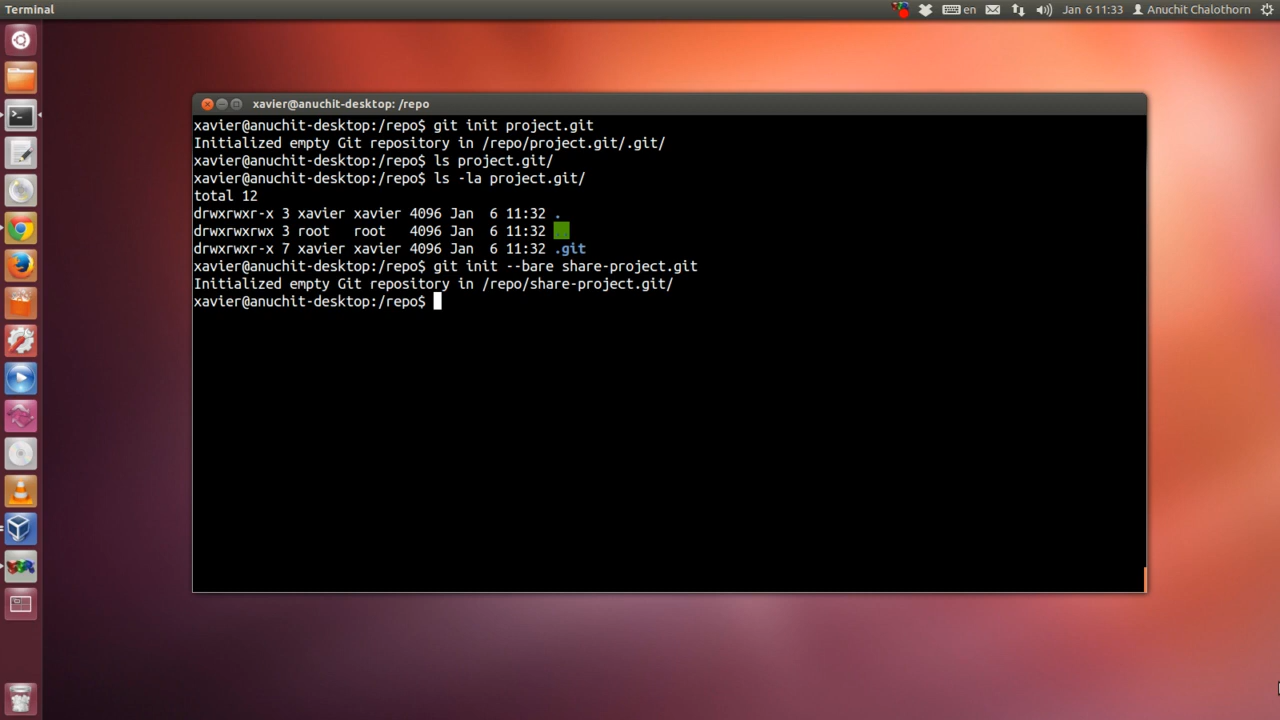 Terminal
en
Jan 6 11:33
Anuchit Chalothorn
xavier@anuchit-desktop: /repo
xavier@anuchit-desktop:/repo$ git init project.git
Initialized empty Git repository in /repo/project.git/.git/
xavier@anuchit-desktop:/repo$ ls project.git/
xavier@anuchit-desktop:/repo$ ls -la project.git/
total 12
drwxrwxr-x 3 xavier xavier 4096 Jan  6 11:32 .
drwxrwxrwx 3 root   root   4096 Jan  6 11:32 ..
drwxrwxr-x 7 xavier xavier 4096 Jan  6 11:32 .git
xavier@anuchit-desktop:/repo$ git init --bare share-project.git
Initialized empty Git repository in /repo/share-project.git/
xavier@anuchit-desktop:/repo$